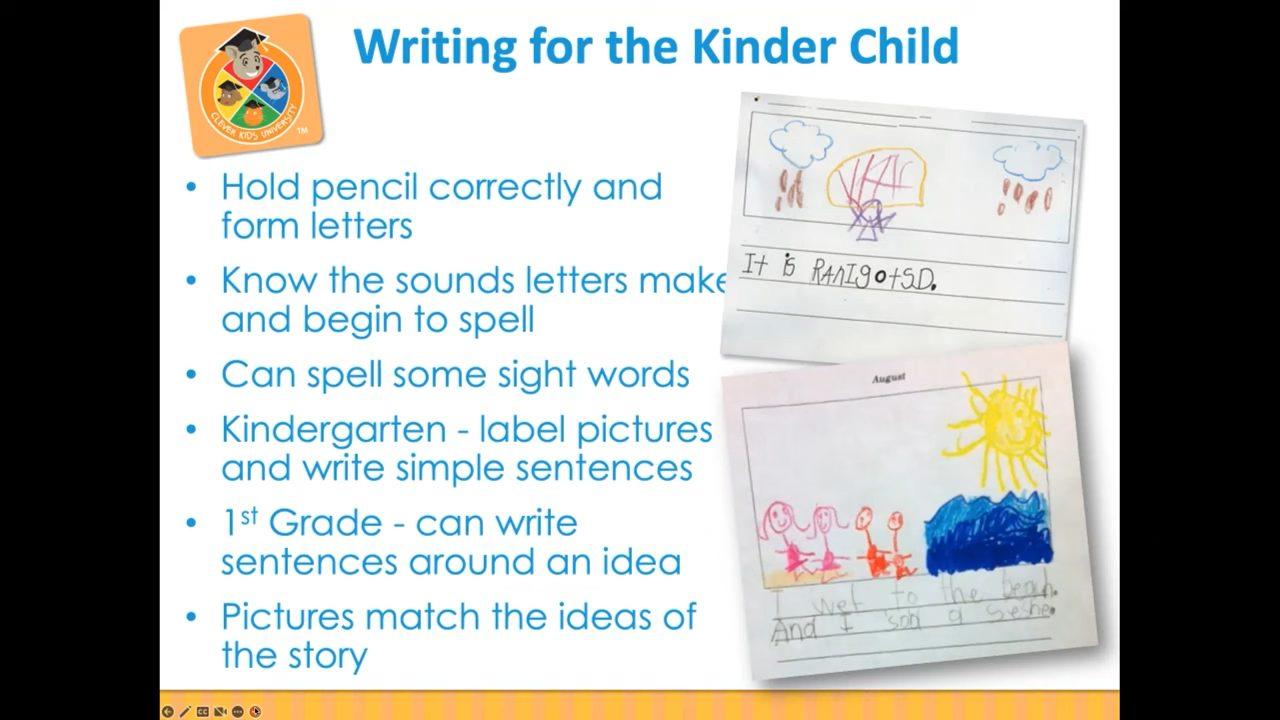 Writing for the Kinder Child
CLEVER KIDS UNIVERSITY
TM
• Hold pencil correctly and
form letters
• Know the sounds letters make
and begin to spell
• Can spell some sight words
• Kindergarten - label pictures
and write simple sentences
• 1st Grade - can write
sentences around an idea
• Pictures match the ideas of
the story
It is RAnIgotSD.
August
I wet to the beach.
And I sod a seshe.